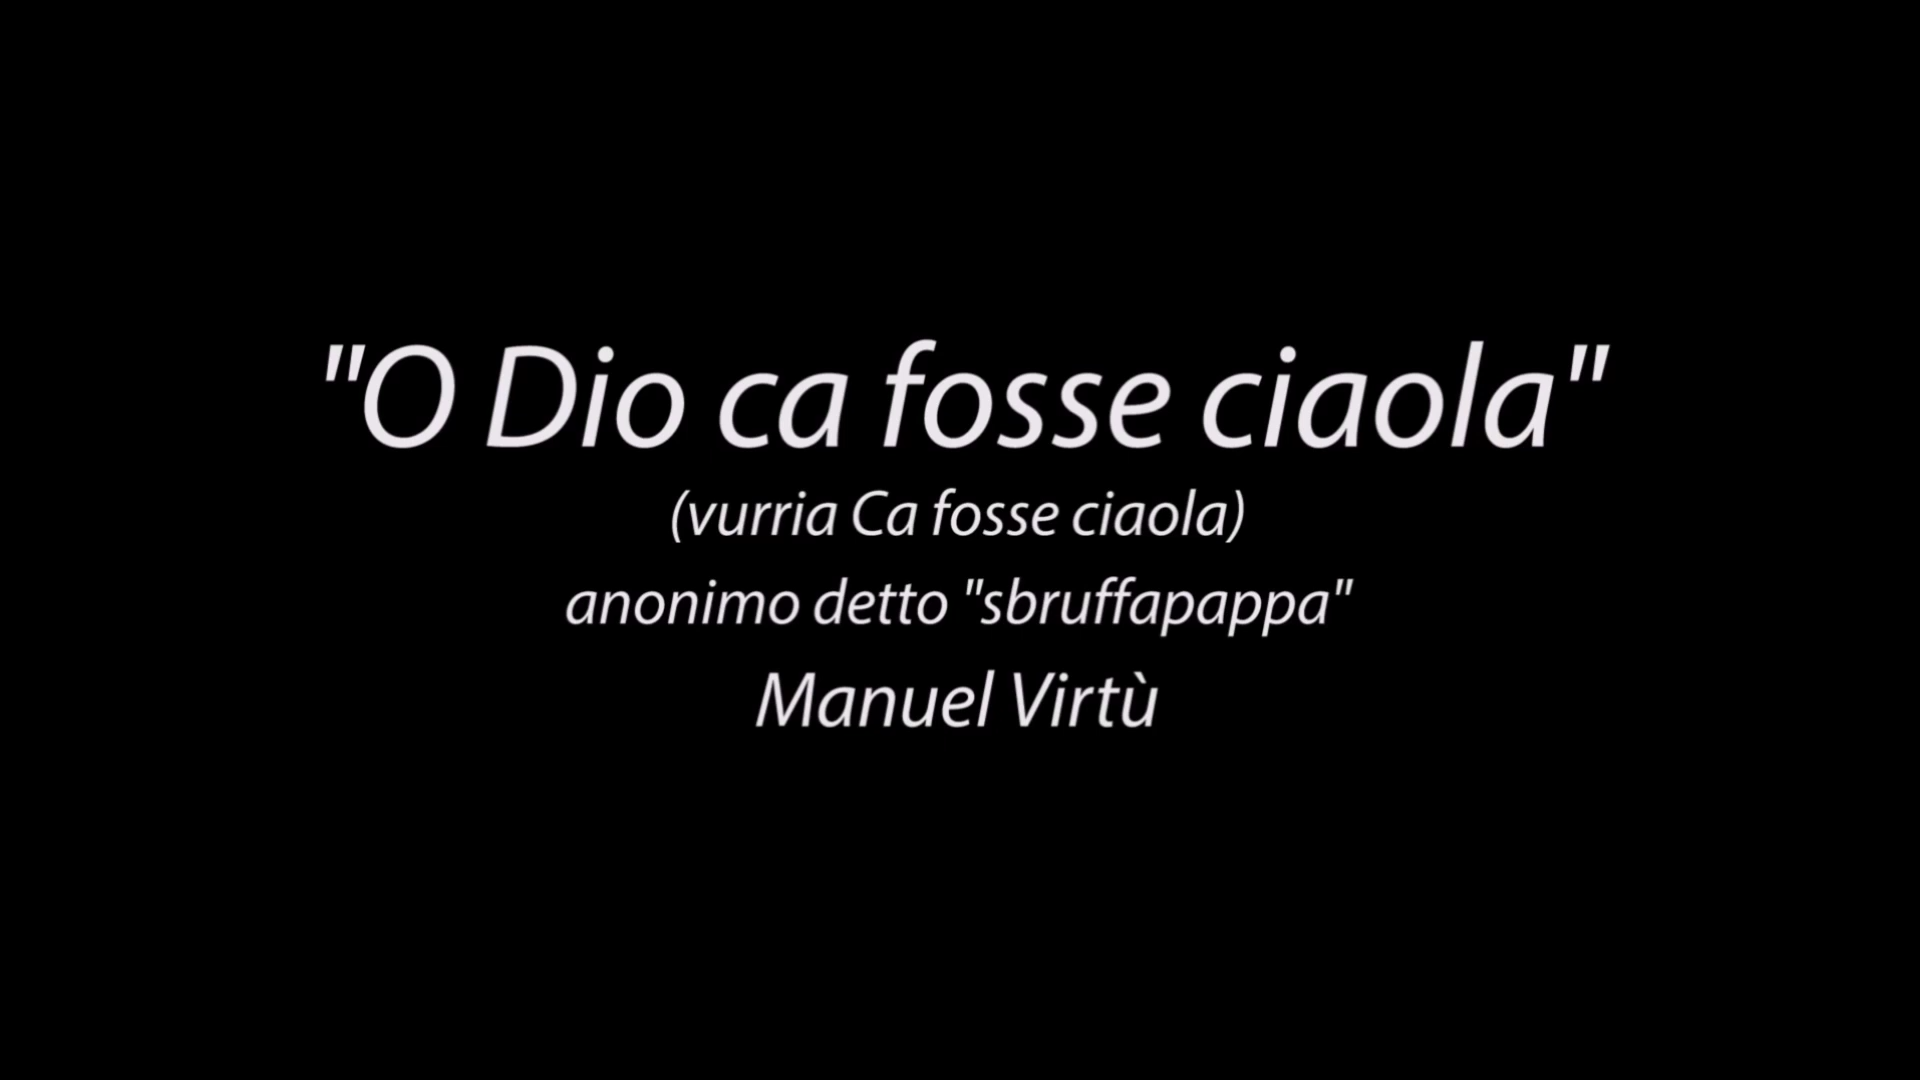 "O Dio ca fosse ciaola"
(vurria Ca fosse ciaola)
anonimo detto "sbruffapappa"
Manuel Virtù